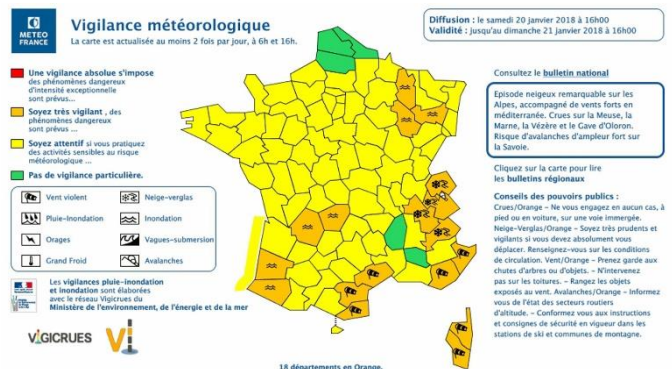 METEO
FRANCE
Vigilance météorologique
La carte est actualisée au moins 2 fois par jour, à 6h et 16h.
Diffusion : le samedi 20 janvier 2018 à 16h00
Validité : jusqu'au dimanche 21 janvier 2018 à 16h00
Une vigilance absolue s'impose
des phénomènes dangereux
d'intensité exceptionnelle
sont prévus...
Soyez très vigilant , des
phénomènes dangereux
sont prévus ...
Soyez attentif si vous pratiquez
des activités sensibles au risque
météorologique ...
Pas de vigilance particulière.
Vent violent
Neige-verglas
Pluie-Inondation
Inondation
Orages
Vagues-submersion
Grand Froid
Avalanches
Les vigilances pluie-inondation
et inondation sont élaborées
avec le réseau Vigicrues du
Ministère de l'environnement, de l'énergie et de la mer
VIGICRUES
18 départements en Orange.
Consultez le bulletin national
Episode neigeux remarquable sur les
Alpes, accompagné de vents forts en
méditerranée. Crues sur la Meuse, la
Marne, la Vézère et le Gave d'Oloron.
Risque d'avalanches d'ampleur fort sur
la Savoie.
Cliquez sur la carte pour lire
les bulletins régionaux
Conseils des pouvoirs publics :
Crues/Orange - Ne vous engagez en aucun cas, à
pied ou en voiture, sur une voie immergée.
Neige-Verglas/Orange - Soyez très prudents et
vigilants si vous devez absolument vous
déplacer. Renseignez-vous sur les conditions
de circulation. Vent/Orange - Prenez garde aux
chutes d'arbres ou d'objets. - N'intervenez
pas sur les toitures. - Rangez les objets
exposés au vent. Avalanches/Orange - Informez
vous de l'état des secteurs routiers
d'altitude. - Conformez vous aux instructions
et consignes de sécurité en vigueur dans les
stations de ski et communes de montagne.